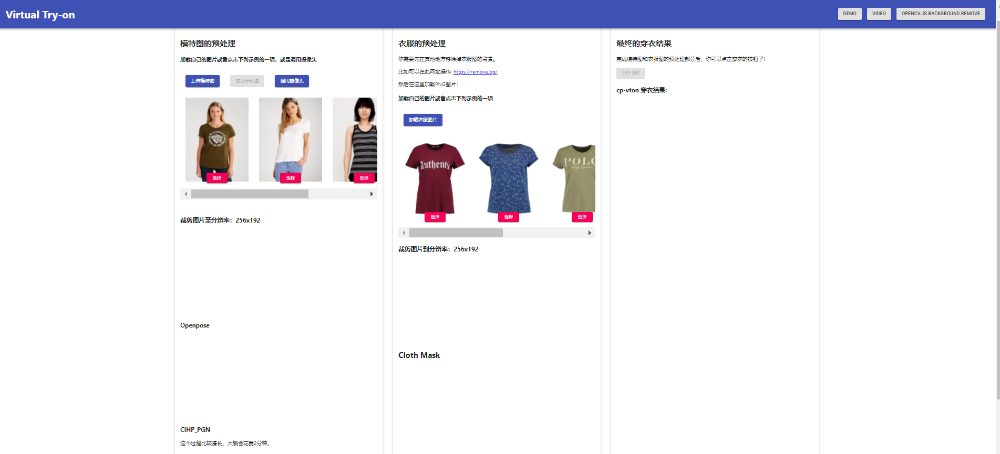 Virtual Try-on
DEMO
VIDEO
OPENCV.JS BACKGROUND REMOVE
模特图的预处理
加载自己的图片或者点击下列示例的一项，或是调用摄像头
上传模特图
使用示例图
调用摄像头
选择
选择
选择
裁剪图片至分辨率：256x192
Openpose
CIHP_PGN
这个过程比较漫长，大概会花费2分钟。
衣服的预处理
你需要先在其他地方移除掉衣服图的背景。
比如可以在此网址操作: https://remove.bg/.
然后在这里加载PNG图片：
加载自己的图片或者点击下列示例的一项
加载衣服图片
Authentic
POLO
Ralph Lauren
选择
选择
选择
裁剪图片到分辨率：256x192
Cloth Mask
最终的穿衣结果
完成模特图和衣服图的预处理部分后，你可以点击穿衣的按钮了！
TRY-ON!
cp-vton 穿衣结果: